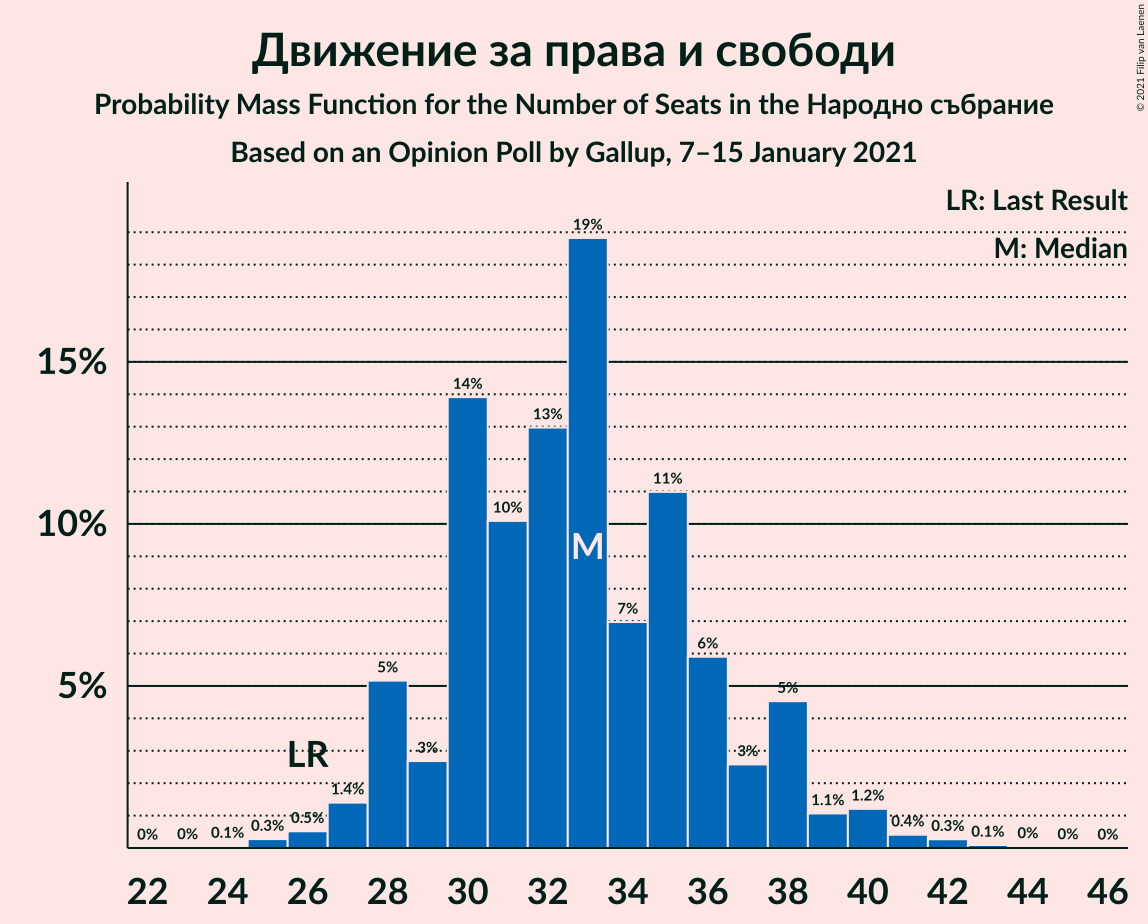 Движение за права и свободи
Probability Mass Function for the Number of Seats in the Народно събрание
Based on an Opinion Poll by Gallup, 7–15 January 2021
© 2021 Filip van Laenen
LR: Last Result
M: Median
19%
15%
14%
13%
11%
10%
10%
M
7%
6%
5%
5%
5%
LR
3%
3%
1.4%
1.2%
1.1%
0.5%
0.3%
0.4%
0.3%
0% 0% 0.1% 0.1% 0% 0% 0%
22 24 26 28 30 32 34 36 38 40 42 44 46